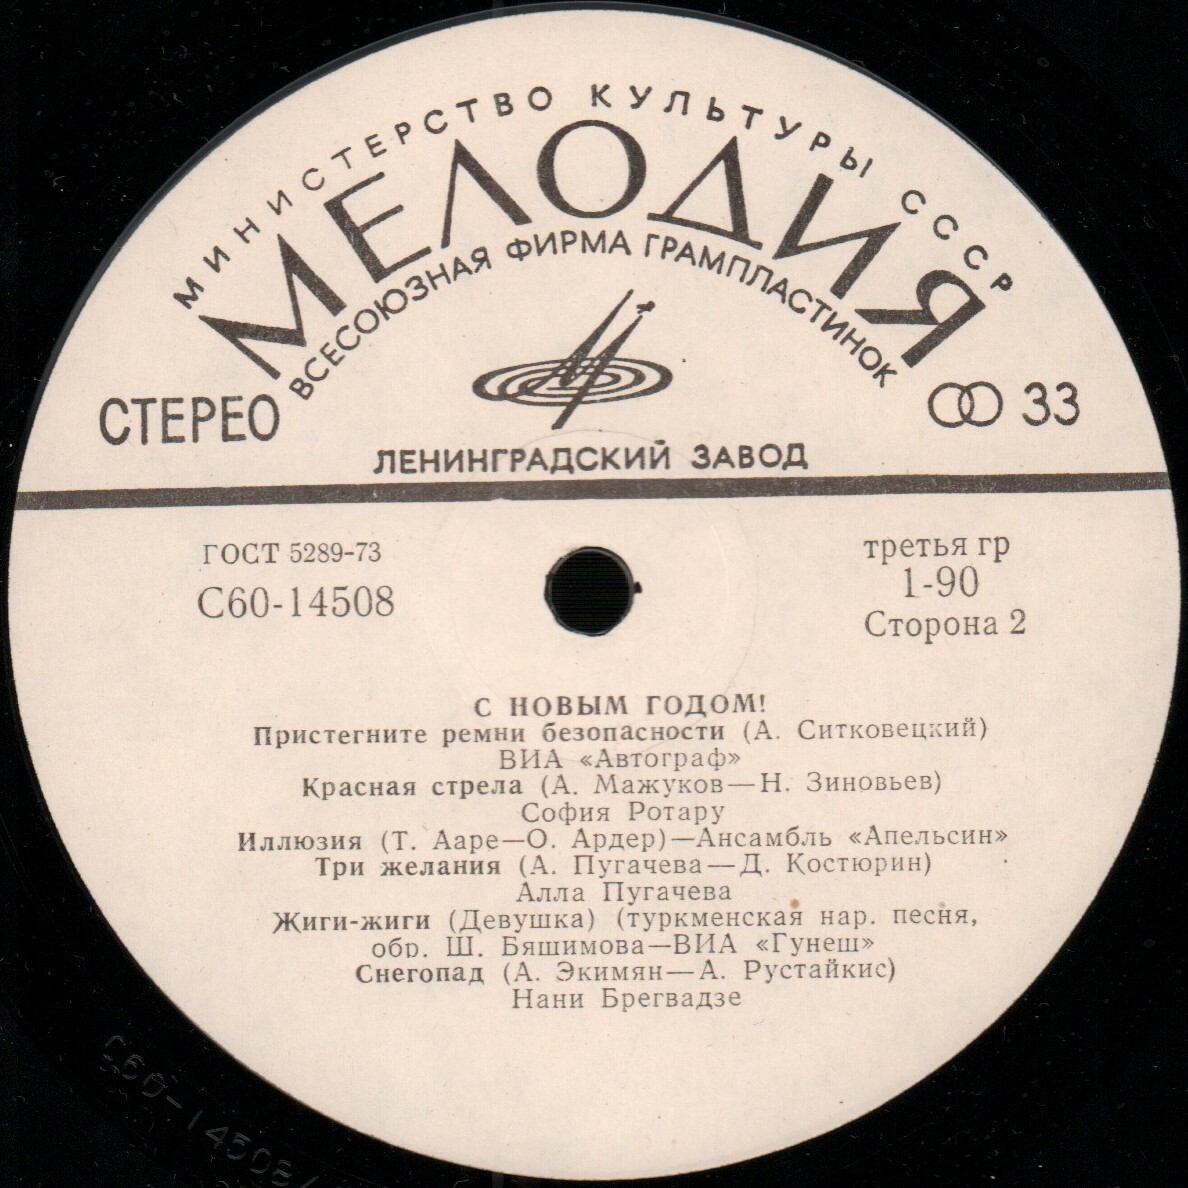 МИНИСТЕРСТВО КУЛЬТУРЫ СССР
МЕЛОДИЯ
ВСЕСОЮЗНАЯ ФИРМА ГРАМПЛАСТИНОК
СТЕРЕО
33
ЛЕНИНГРАДСКИЙ ЗАВОД
ГОСТ 5289-73
С60-14508
третья гр
1-90
Сторона 2
С НОВЫМ ГОДОМ!
Пристегните ремни безопасности (А. Ситковецкий)
ВИА «Автограф»
Красная стрела (А. Мажуков—Н. Зиновьев)
София Ротару
Иллюзия (Т. Ааре—О. Ардер)—Ансамбль «Апельсин»
Три желания (А. Пугачева—Д. Костюрин)
Алла Пугачева
Жиги-жиги (Девушка) (туркменская нар. песня,
обр. Ш. Бяшимова—ВИА «Гунеш»
Снегопад (А. Экимян—А. Рустайкис)
Нани Брегвадзе
С60-14508/